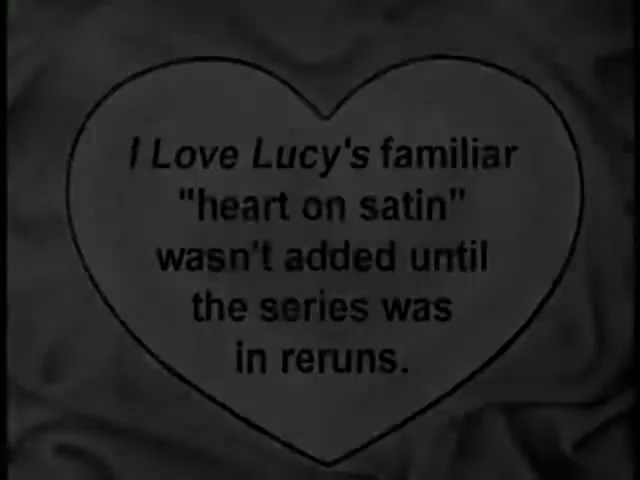 I Love Lucy's familiar
"heart on satin"
wasn't added until
the series was
in reruns.